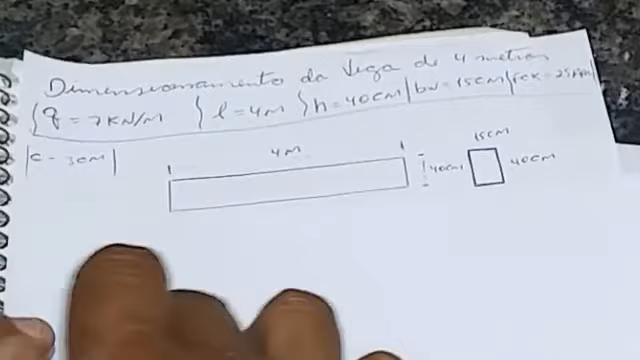 Dimensionamento da Viga de 4 metros
q = 7KN/M l = 4M h = 40CM bw = 15CM fck = 25MPA
C - 3CM
4M
40CM
15CM
40CM